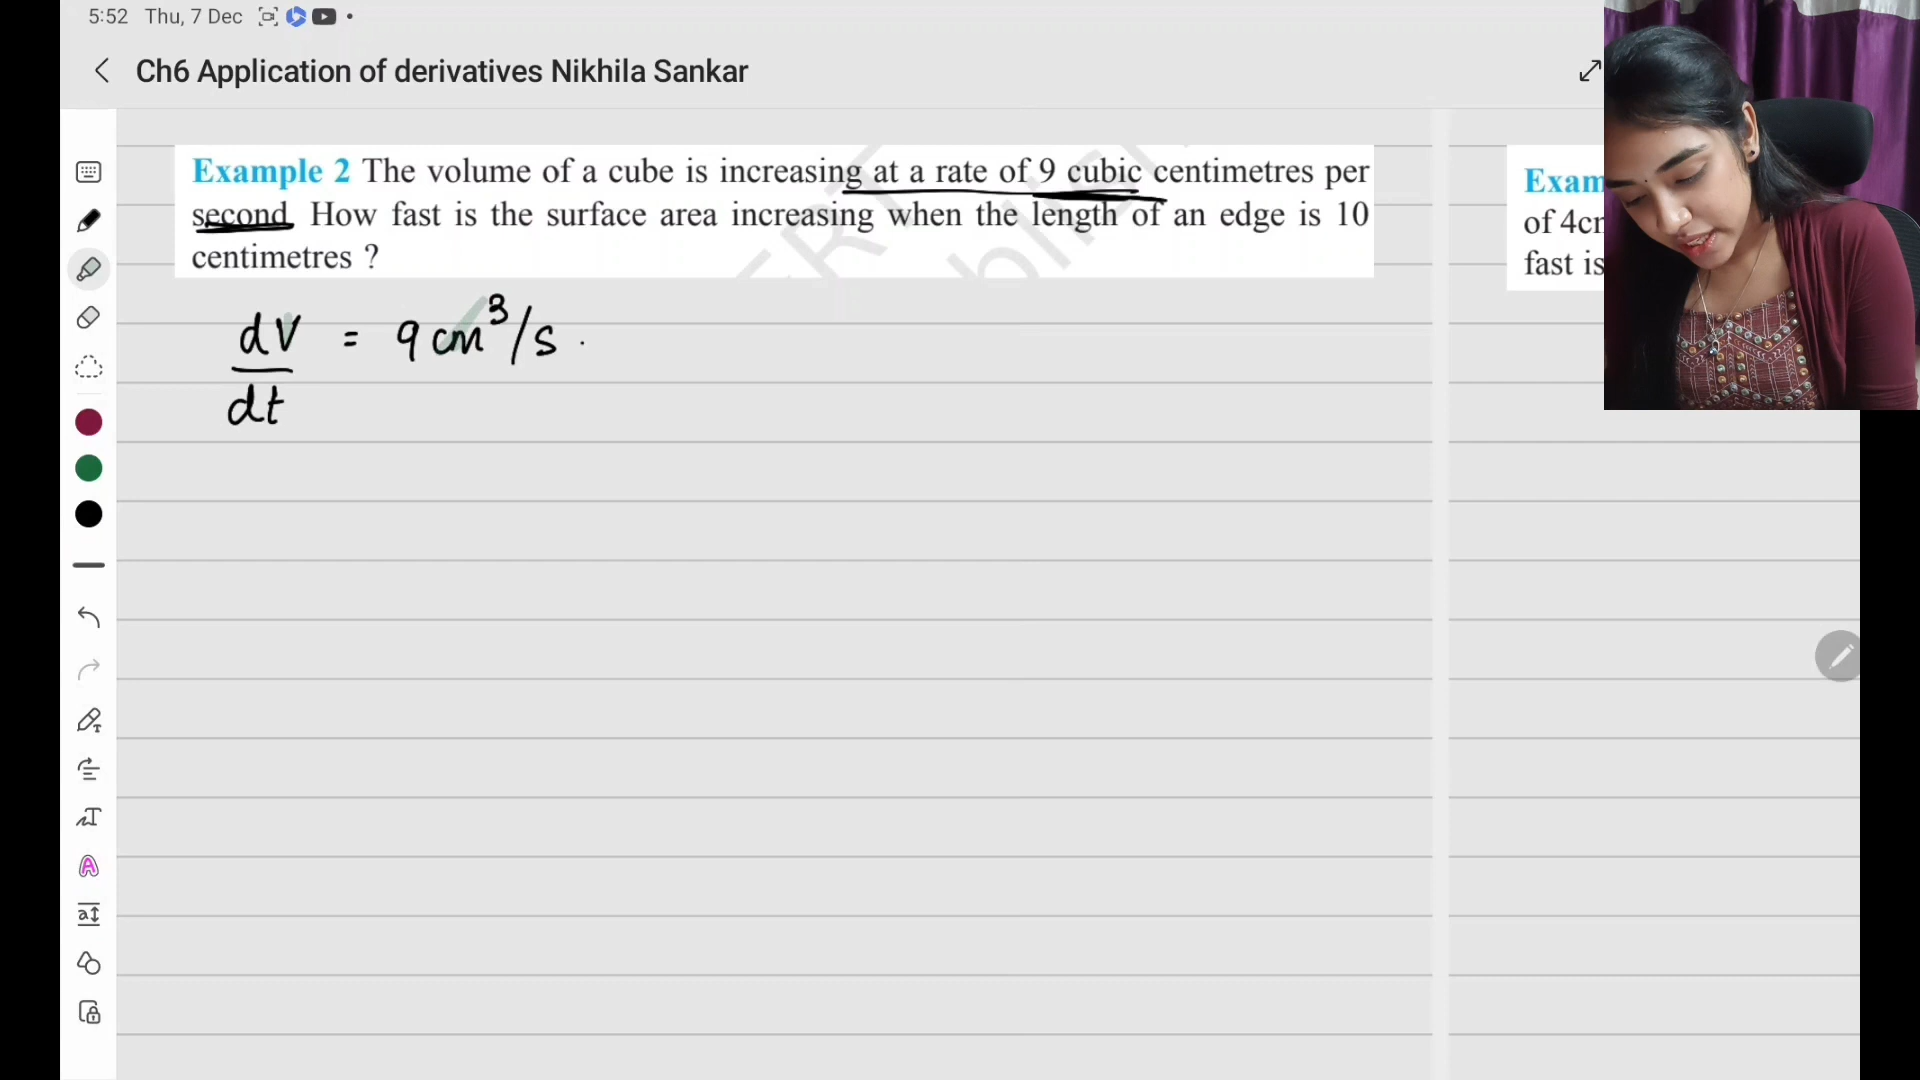 5:52 Thu, 7 Dec
Ch6 Application of derivatives Nikhila Sankar
Example 2 The volume of a cube is increasing at a rate of 9 cubic centimetres per
second. How fast is the surface area increasing when the length of an edge is 10
centimetres ?
Exam
of 4cm
fast is
dV/dt = 9 cm³/s.